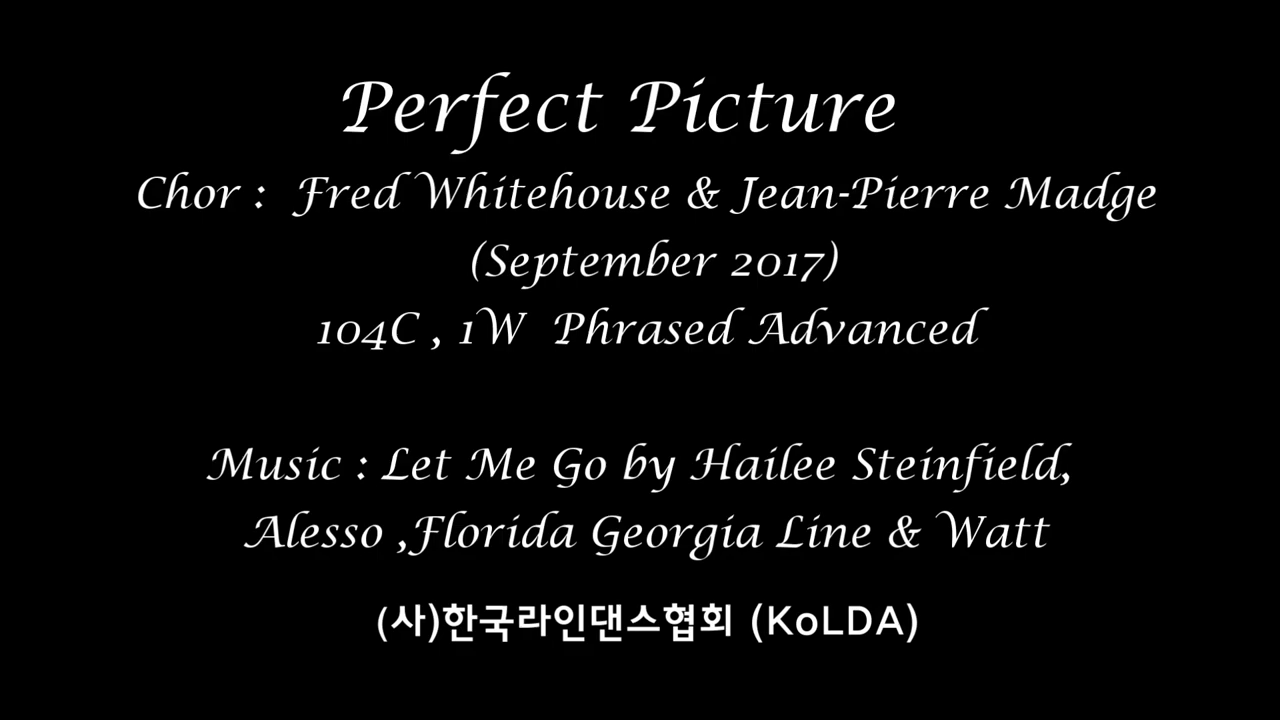 Perfect Picture
Chor : Fred Whitehouse & Jean-Pierre Madge
(September 2017)
104C , 1W Phrased Advanced
Music : Let Me Go by Hailee Steinfield,
Alesso ,Florida Georgia Line & Watt
(사)한국라인댄스협회 (KoLDA)